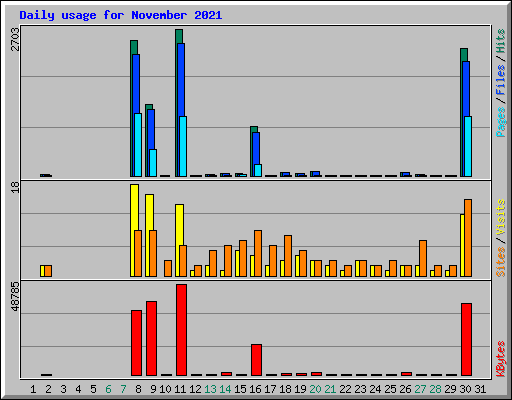 Daily usage for November 2021
2703
Pages / Files / Hits
18
Sites / Visits
48785
KBytes
1 2 3 4 5 6 7 8 9 10 11 12 13 14 15 16 17 18 19 20 21 22 23 24 25 26 27 28 29 30 31